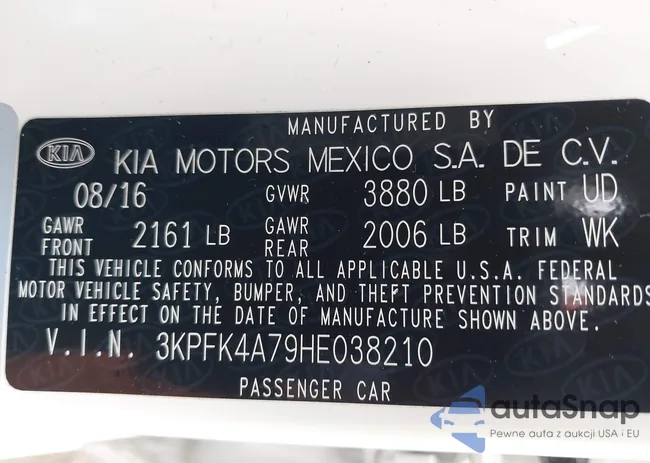 MANUFACTURED BY
KIA KIA MOTORS MEXICO S.A. DE C.V.
08/16 GVWR 3880 LB PAINT UD
GAWR FRONT 2161 LB GAWR REAR 2006 LB TRIM WK
THIS VEHICLE CONFORMS TO ALL APPLICABLE U.S.A. FEDERAL
MOTOR VEHICLE SAFETY, BUMPER, AND THEFT PREVENTION STANDARDS
IN EFFECT ON THE DATE OF MANUFACTURE SHOWN ABOVE.
V.I.N. 3KPFK4A79HE038210
PASSENGER CAR
autoSnap
Pewne auta z aukcji USA i EU